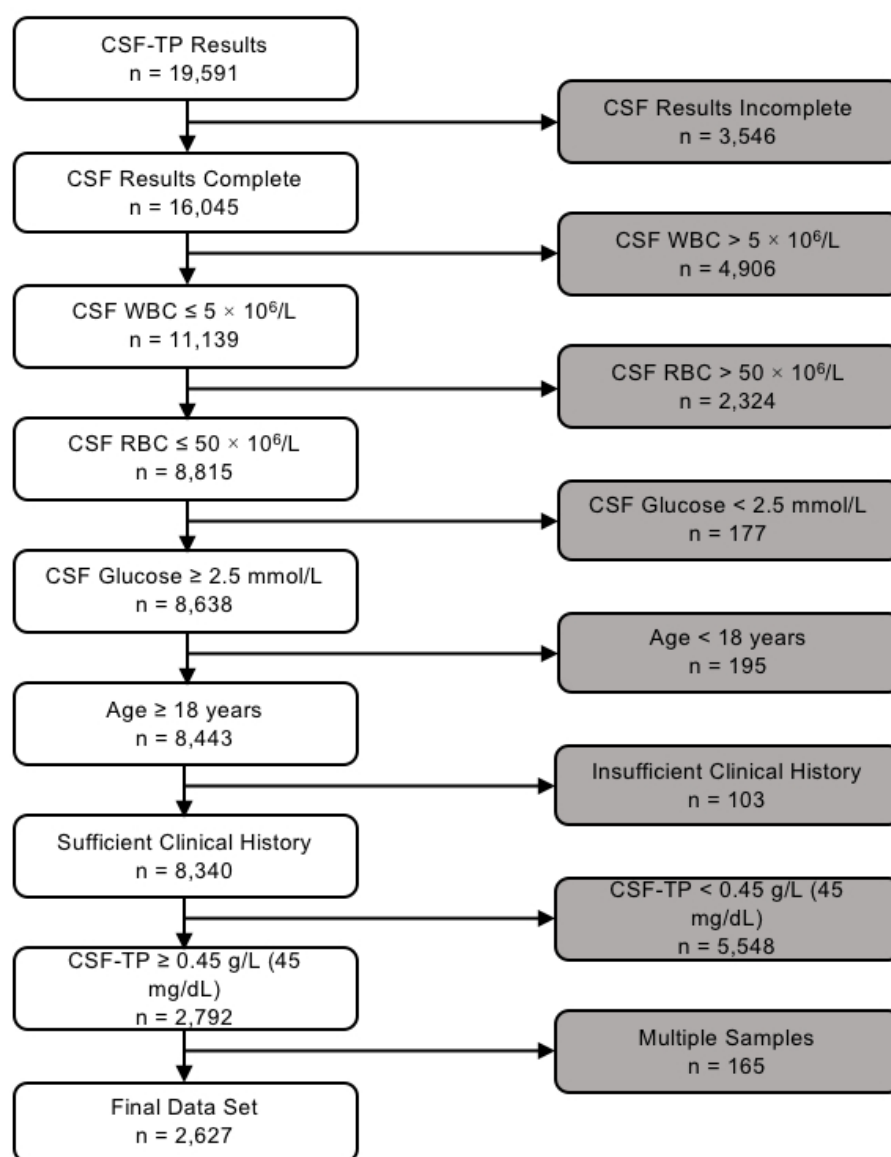 CSF-TP Results
n = 19,591
CSF Results Incomplete
n = 3,546
CSF Results Complete
n = 16,045
CSF WBC > 5 × 10⁶/L
n = 4,906
CSF WBC ≤ 5 × 10⁶/L
n = 11,139
CSF RBC > 50 × 10⁶/L
n = 2,324
CSF RBC ≤ 50 × 10⁶/L
n = 8,815
CSF Glucose < 2.5 mmol/L
n = 177
CSF Glucose ≥ 2.5 mmol/L
n = 8,638
Age < 18 years
n = 195
Age ≥ 18 years
n = 8,443
Insufficient Clinical History
n = 103
Sufficient Clinical History
n = 8,340
CSF-TP < 0.45 g/L (45
mg/dL)
n = 5,548
CSF-TP ≥ 0.45 g/L (45
mg/dL)
n = 2,792
Multiple Samples
n = 165
Final Data Set
n = 2,627